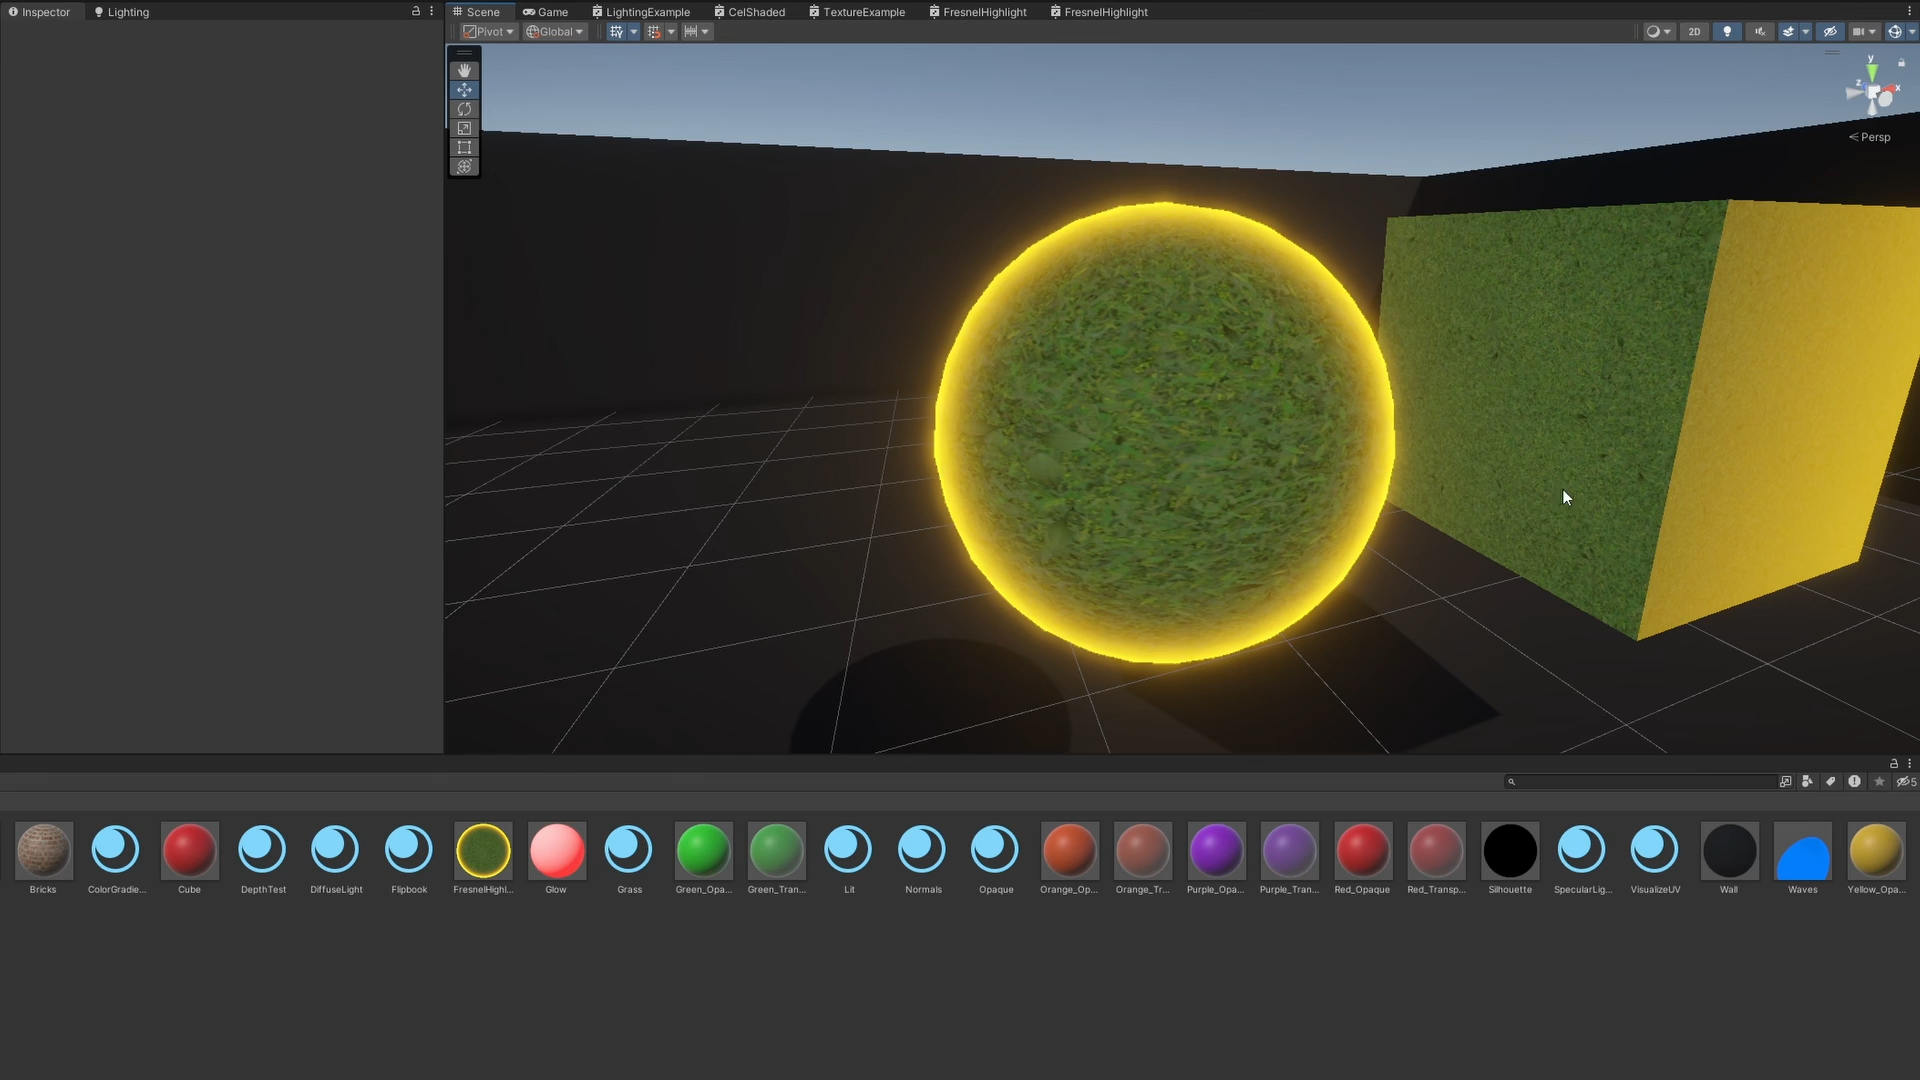 Inspector Lighting
Scene Game LightingExample CelShaded TextureExample FresnelHighlight FresnelHighlight
Pivot Global 2D
y
z x
Persp
5
Bricks ColorGradie... Cube DepthTest DiffuseLight Flipbook FresnelHighl... Glow Grass Green_Opa... Green_Tran... Lit Normals Opaque Orange_Op... Orange_Tr... Purple_Opa... Purple_Tran... Red_Opaque Red_Transp... Silhouette SpecularLig... VisualizeUV Wall Waves Yellow_Opa...